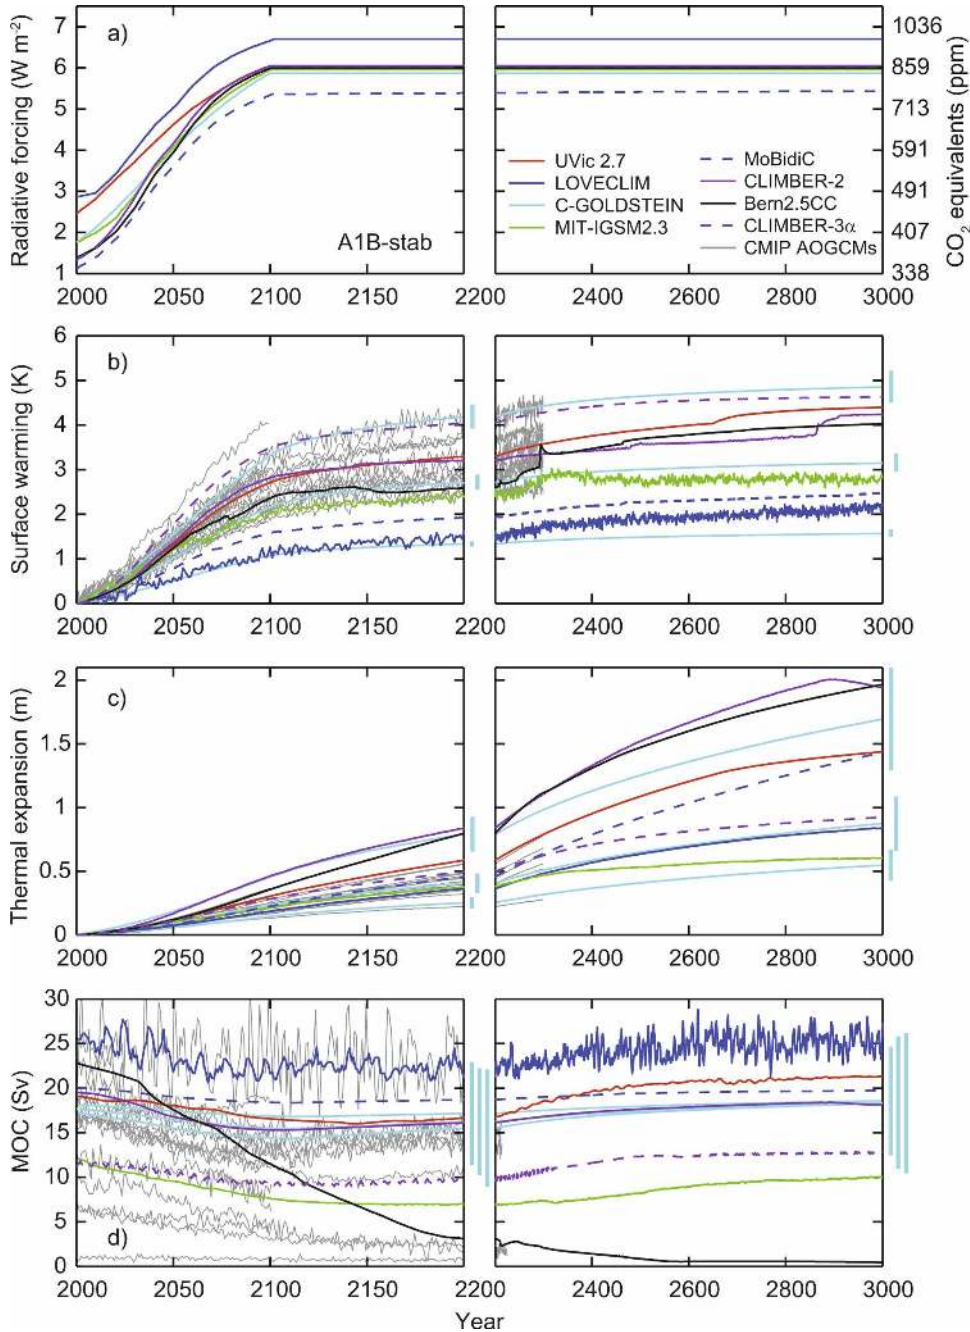 a)
Radiative forcing (W m-2)
7
6
5
4
3
2
1
2000 2050 2100 2150 2200 2400 2600 2800 3000
A1B-stab
UVic 2.7
LOVECLIM
C-GOLDSTEIN
MIT-IGSM2.3
MoBidiC
CLIMBER-2
Bern2.5CC
CLIMBER-3α
CMIP AOGCMs
1036
859
713
591
491
407
338
CO2 equivalents (ppm)
b)
Surface warming (K)
6
5
4
3
2
1
0
2000 2050 2100 2150 2200 2400 2600 2800 3000
c)
Thermal expansion (m)
2
1.5
1
0.5
0
2000 2050 2100 2150 2200 2400 2600 2800 3000
MOC (Sv)
30
25
20
15
10
5
0
d)
2000 2050 2100 2150 2200 2400 2600 2800 3000
Year